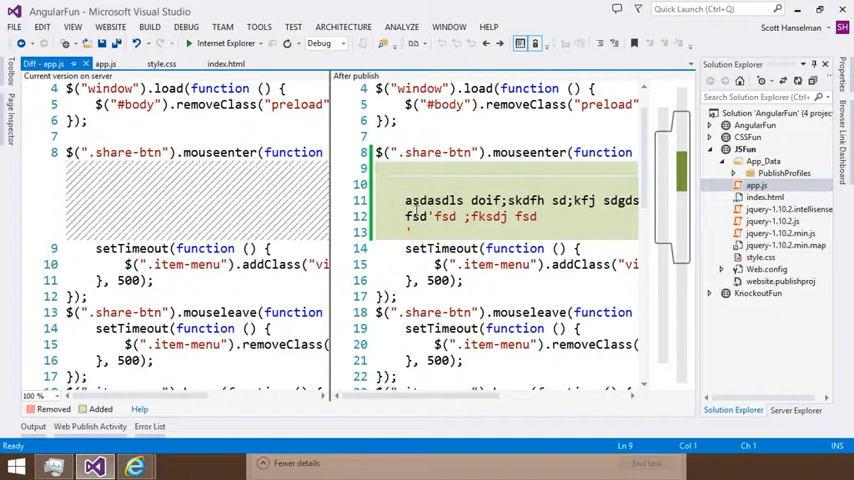 AngularFun - Microsoft Visual Studio
Quick Launch (Ctrl+Q)
FILE EDIT VIEW WEBSITE BUILD DEBUG TEAM TOOLS TEST ARCHITECTURE ANALYZE WINDOW HELP
Scott Hanselman SH
Internet Explorer Debug
Diff - app.js app.js style.css index.html
Solution Explorer
Toolbox
Page Inspector
Properties
Browser Link Dashboard
Current version on server
4 $("window").load(function () {
5 $("#body").removeClass("preload"
6 });
7
8 $(".share-btn").mouseenter(function
9 setTimeout(function () {
10 $(".item-menu").addClass("vi
11 }, 500);
12 });
13 $(".share-btn").mouseleave(function
14 setTimeout(function () {
15 $(".item-menu").removeClass(
16 }, 500);
17 });
18
After publish
4 $("window").load(function () {
5 $("#body").removeClass("preload"
6 });
7
8 $(".share-btn").mouseenter(function
9
10
11 asdasdls doif;skdfh sd;kfj sdgds
12 fsd'fsd ;fksdj fsd
13 '
14 setTimeout(function () {
15 $(".item-menu").addClass("vi
16 }, 500);
17 });
18 $(".share-btn").mouseleave(function
19 setTimeout(function () {
20 $(".item-menu").removeClass(
21 }, 500);
22 });
23
Search Solution Explorer (Ctrl+;)
Solution 'AngularFun' (4 projects)
AngularFun
CSSFun
JSFun
App_Data
PublishProfiles
app.js
index.html
jquery-1.10.2.intellisense
jquery-1.10.2.js
jquery-1.10.2.min.js
jquery-1.10.2.min.map
style.css
Web.config
website.publishproj
KnockoutFun
100 %
Removed Added Help
Solution Explorer Server Explorer
Output Web Publish Activity Error List
Ready Ln 9 Col 1 Ch 1 INS
Fewer details
End task